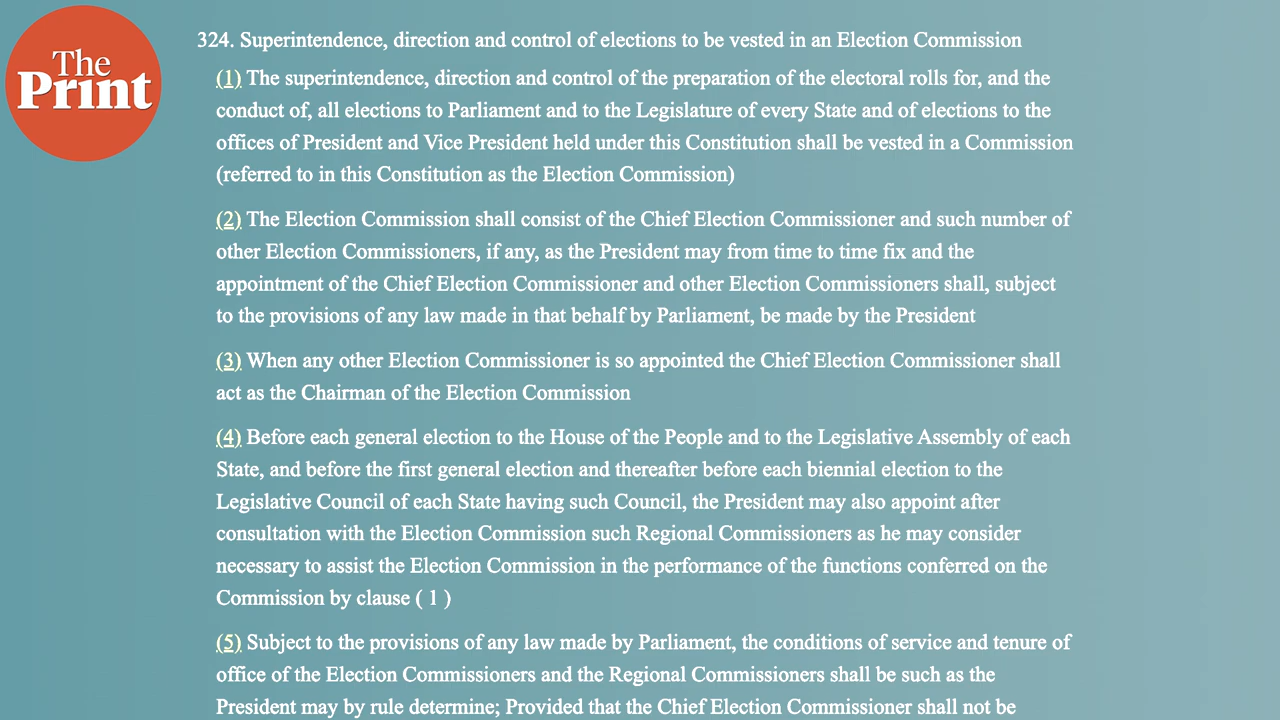 The
Print
324. Superintendence, direction and control of elections to be vested in an Election Commission
(1) The superintendence, direction and control of the preparation of the electoral rolls for, and the
conduct of, all elections to Parliament and to the Legislature of every State and of elections to the
offices of President and Vice President held under this Constitution shall be vested in a Commission
(referred to in this Constitution as the Election Commission)
(2) The Election Commission shall consist of the Chief Election Commissioner and such number of
other Election Commissioners, if any, as the President may from time to time fix and the
appointment of the Chief Election Commissioner and other Election Commissioners shall, subject
to the provisions of any law made in that behalf by Parliament, be made by the President
(3) When any other Election Commissioner is so appointed the Chief Election Commissioner shall
act as the Chairman of the Election Commission
(4) Before each general election to the House of the People and to the Legislative Assembly of each
State, and before the first general election and thereafter before each biennial election to the
Legislative Council of each State having such Council, the President may also appoint after
consultation with the Election Commission such Regional Commissioners as he may consider
necessary to assist the Election Commission in the performance of the functions conferred on the
Commission by clause ( 1 )
(5) Subject to the provisions of any law made by Parliament, the conditions of service and tenure of
office of the Election Commissioners and the Regional Commissioners shall be such as the
President may by rule determine; Provided that the Chief Election Commissioner shall not be